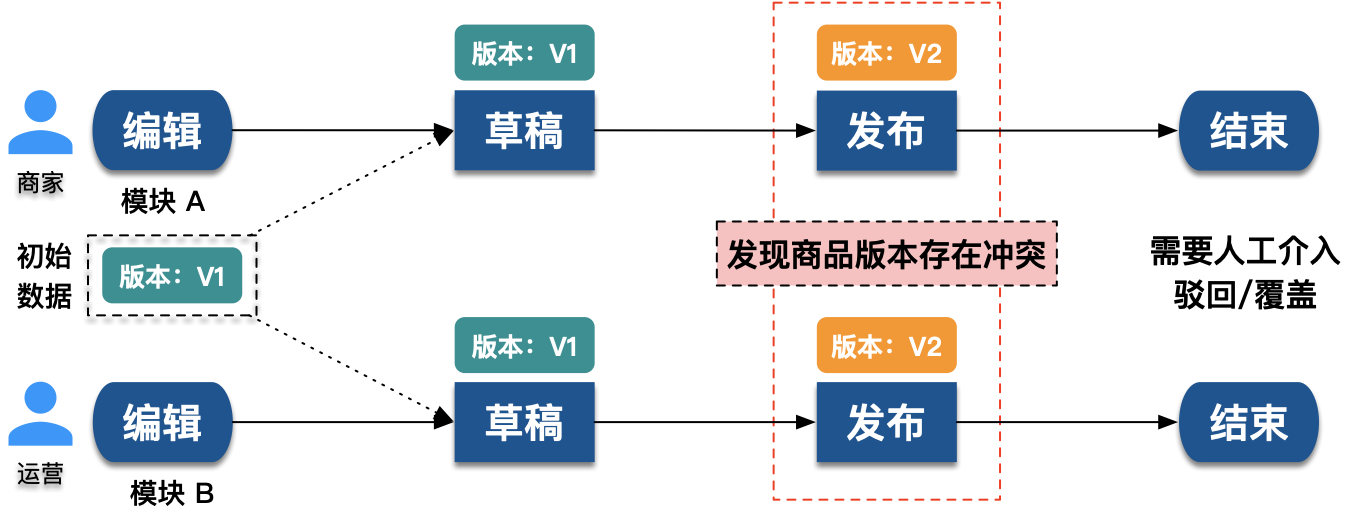 版本：V1
版本：V2
编辑
草稿
发布
结束
商家
模块 A
初始
数据
版本：V1
发现商品版本存在冲突
需要人工介入
驳回/覆盖
版本：V1
版本：V2
编辑
草稿
发布
结束
运营
模块 B